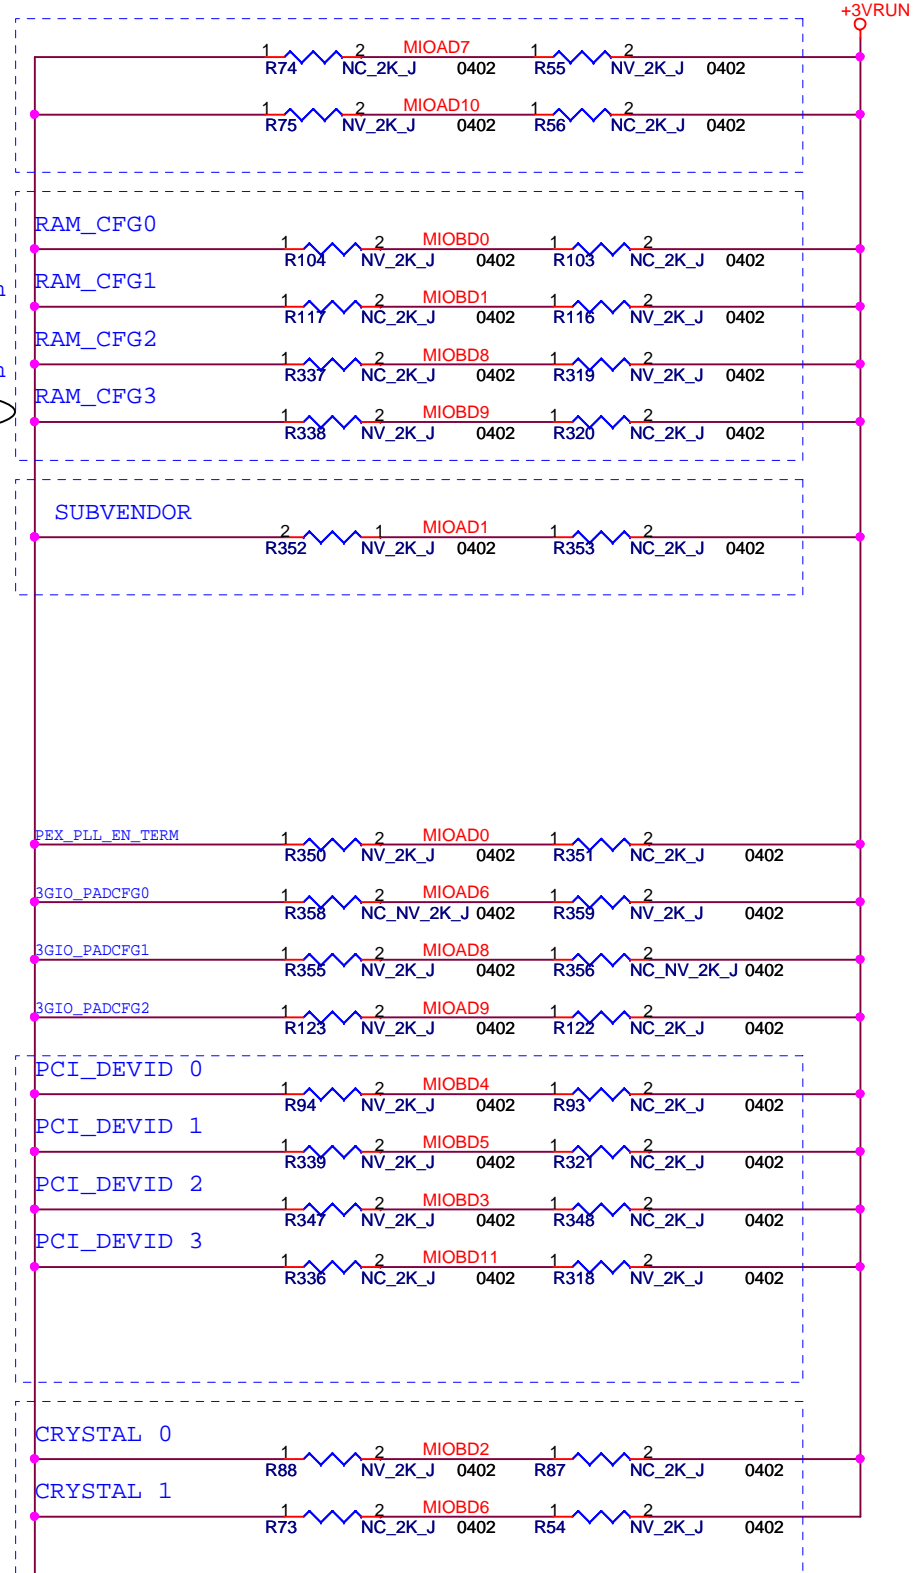 +3VRUN
1 2 MIOAD7 1 2
R74 NC_2K_J 0402 R55 NV_2K_J 0402
1 2 MIOAD10 1 2
R75 NV_2K_J 0402 R56 NC_2K_J 0402
RAM_CFG0
1 2 MIOBD0 1 2
R104 NV_2K_J 0402 R103 NC_2K_J 0402
RAM_CFG1
1 2 MIOBD1 1 2
R117 NC_2K_J 0402 R116 NV_2K_J 0402
RAM_CFG2
1 2 MIOBD8 1 2
R337 NC_2K_J 0402 R319 NV_2K_J 0402
RAM_CFG3
1 2 MIOBD9 1 2
R338 NV_2K_J 0402 R320 NC_2K_J 0402
SUBVENDOR
2 1 MIOAD1 1 2
R352 NV_2K_J 0402 R353 NC_2K_J 0402
PEX_PLL_EN_TERM 1 2 MIOAD0 1 2
R350 NV_2K_J 0402 R351 NC_2K_J 0402
3GIO_PADCFG0 1 2 MIOAD6 1 2
R358 NC_NV_2K_J 0402 R359 NV_2K_J 0402
3GIO_PADCFG1 1 2 MIOAD8 1 2
R355 NV_2K_J 0402 R356 NC_NV_2K_J 0402
3GIO_PADCFG2 1 2 MIOAD9 1 2
R123 NV_2K_J 0402 R122 NC_2K_J 0402
PCI_DEVID 0
1 2 MIOBD4 1 2
R94 NV_2K_J 0402 R93 NC_2K_J 0402
PCI_DEVID 1
1 2 MIOBD5 1 2
R339 NV_2K_J 0402 R321 NC_2K_J 0402
PCI_DEVID 2
1 2 MIOBD3 1 2
R347 NV_2K_J 0402 R348 NC_2K_J 0402
PCI_DEVID 3
1 2 MIOBD11 1 2
R336 NC_2K_J 0402 R318 NV_2K_J 0402
CRYSTAL 0
1 2 MIOBD2 1 2
R88 NV_2K_J 0402 R87 NC_2K_J 0402
CRYSTAL 1
1 2 MIOBD6 1 2
R73 NC_2K_J 0402 R54 NV_2K_J 0402